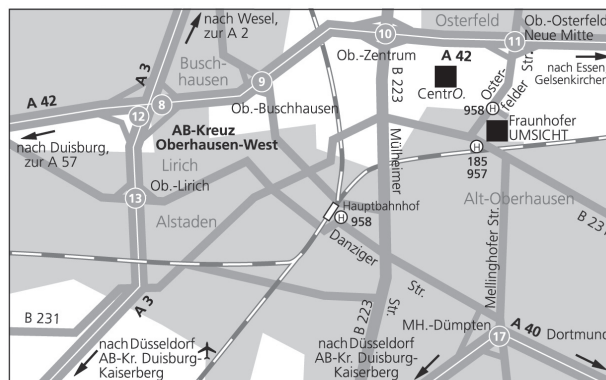 nach Wesel,
zur A 2
A 3
Busch-
hausen
Osterfeld
Ob.-Osterfeld
Neue Mitte
10
11
Ob.-Zentrum
A 42
B 223
CentrO.
Oster-
felder
Str.
nach Essen,
Gelsenkirchen
9
Ob.-Buschhausen
A 42
12
8
AB-Kreuz
Oberhausen-West
nach Duisburg,
zur A 57
958 H
Fraunhofer
UMSICHT
H
185
957
Mülheimer
Lirich
Ob.-Lirich
13
Alstaden
Alt-Oberhausen
Hauptbahnhof
H 958
Danziger
Str.
B 231
Mellinghofer Str.
A 3
B 231
B 223
Str.
MH.-Dümpten
17
A 40
Dortmund
nach Düsseldorf
AB-Kr. Duisburg-
Kaiserberg
nach Düsseldorf
AB-Kr. Duisburg-
Kaiserberg